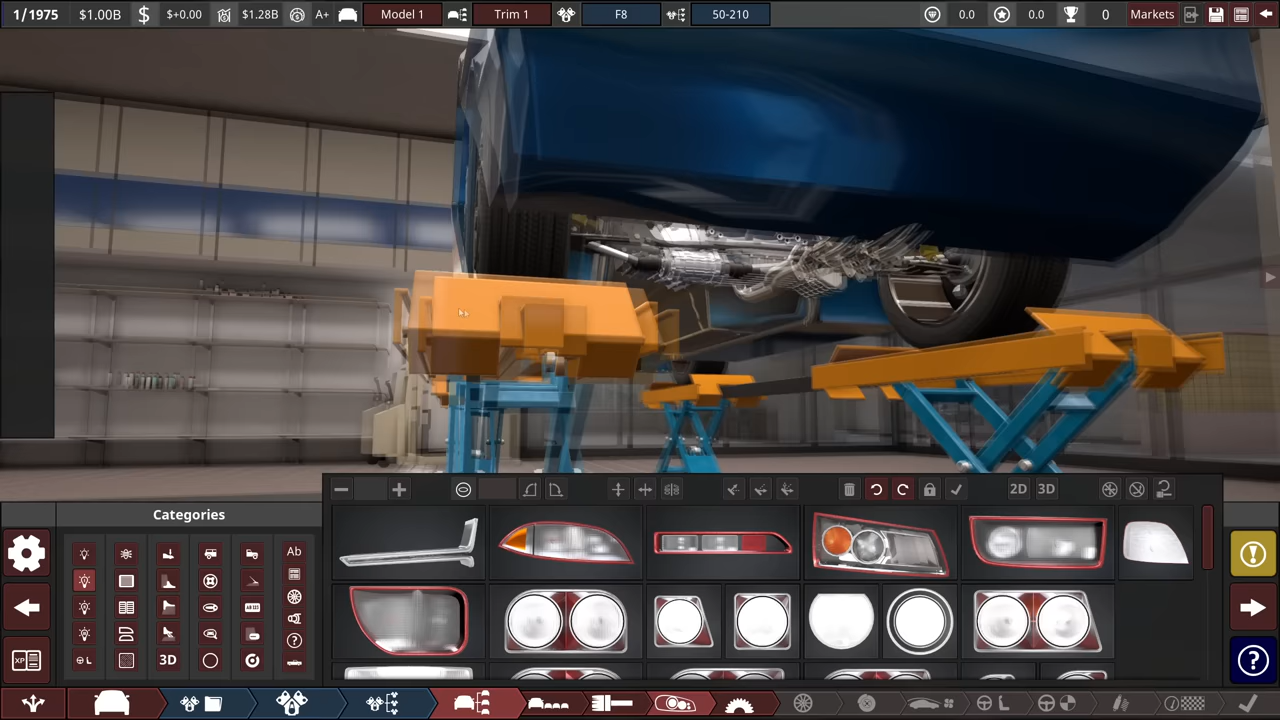 1/1975 $1.00B $ $+0.00 $1.28B A+ Model 1 Trim 1 F8 50-210 0.0 0.0 0 Markets
2D 3D
Categories
Ab
3D
L
XP
?